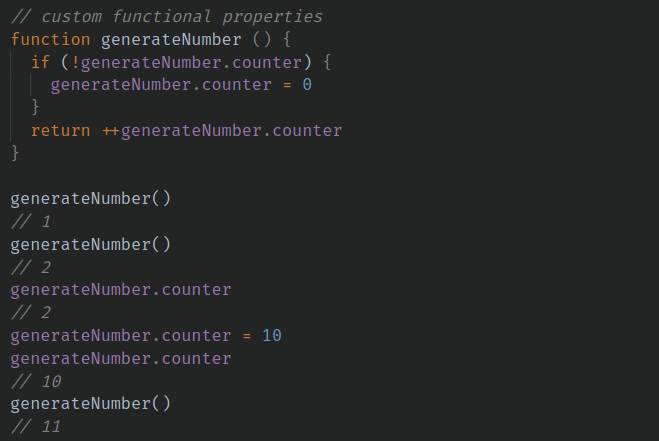 // custom functional properties
function generateNumber () {
  if (!generateNumber.counter) {
    generateNumber.counter = 0
  }
  return ++generateNumber.counter
}

generateNumber()
// 1
generateNumber()
// 2
generateNumber.counter
// 2
generateNumber.counter = 10
generateNumber.counter
// 10
generateNumber()
// 11